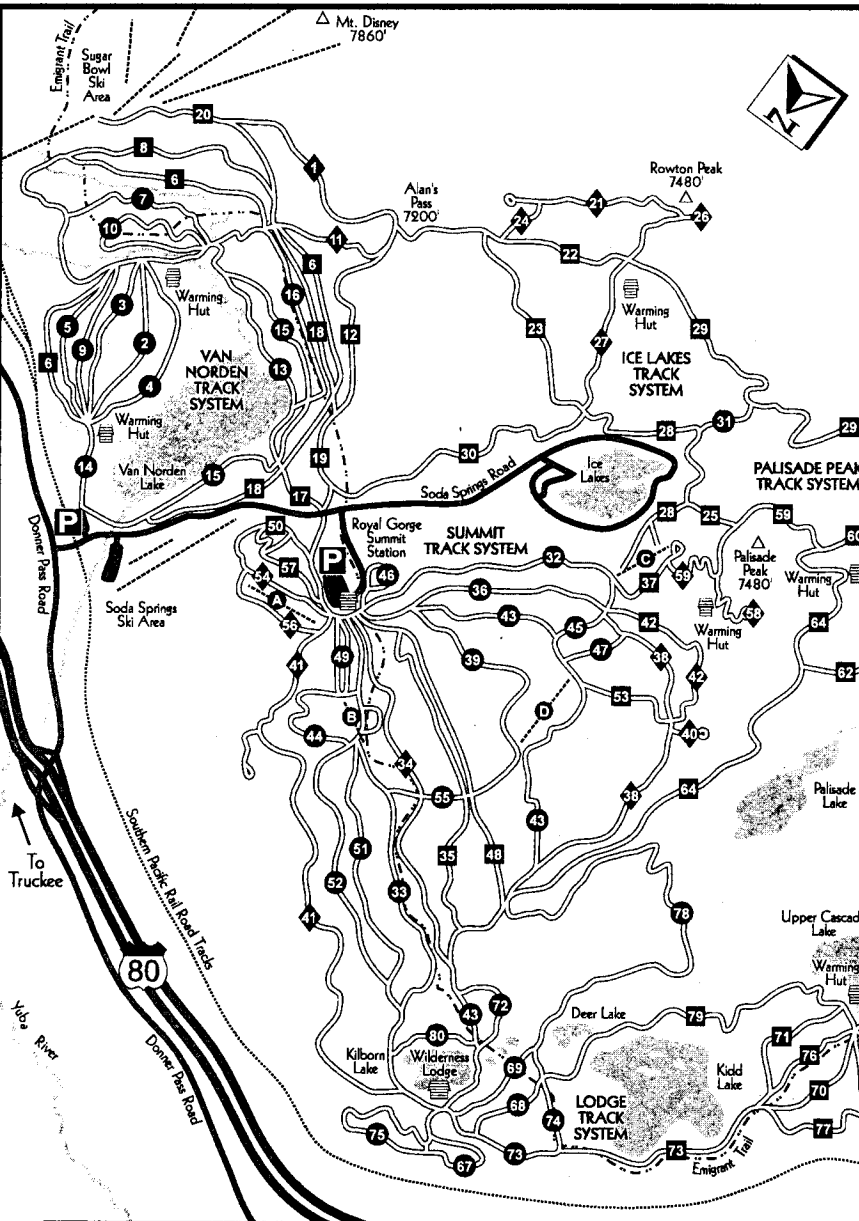 Mt. Disney
7860'
Emigrant Trail
Sugar
Bowl
Ski
Area
20
8
1
6
7
10
Alan's
Pass
7200'
Rowton Peak
7480'
N
24
21
26
11
22
6
16
Warming
Hut
Warming
Hut
3
5
9
2
6
4
15
18
12
23
27
29
13
VAN
NORDEN
TRACK
SYSTEM
ICE LAKES
TRACK
SYSTEM
Warming
Hut
14
Van Norden
Lake
15
18
19
17
30
28
31
29
Soda Springs Road
Ice
Lakes
PALISADE PEAK
TRACK SYSTEM
P
Donner Pass Road
Soda Springs
Ski Area
50
57
54
A
56
P
Royal Gorge
Summit
Station
46
SUMMIT
TRACK SYSTEM
32
28
25
59
60
C
37
59
Palisade
Peak
7480'
Warming
Hut
58
Warming
Hut
36
43
45
47
42
38
42
64
62
41
49
39
53
40
D
B
44
34
55
38
64
Palisade
Lake
43
35
48
51
52
33
41
78
To
Truckee
Southern Pacific Rail Road Tracks
80
Yuba
River
Donner Pass Road
Upper Cascad
Lake
Warming
Hut
43
72
80
Deer Lake
79
Kilborn
Lake
Wilderness
Lodge
69
68
71
76
Kidd
Lake
70
77
LODGE
TRACK
SYSTEM
74
73
75
67
73
Emigrant Trail